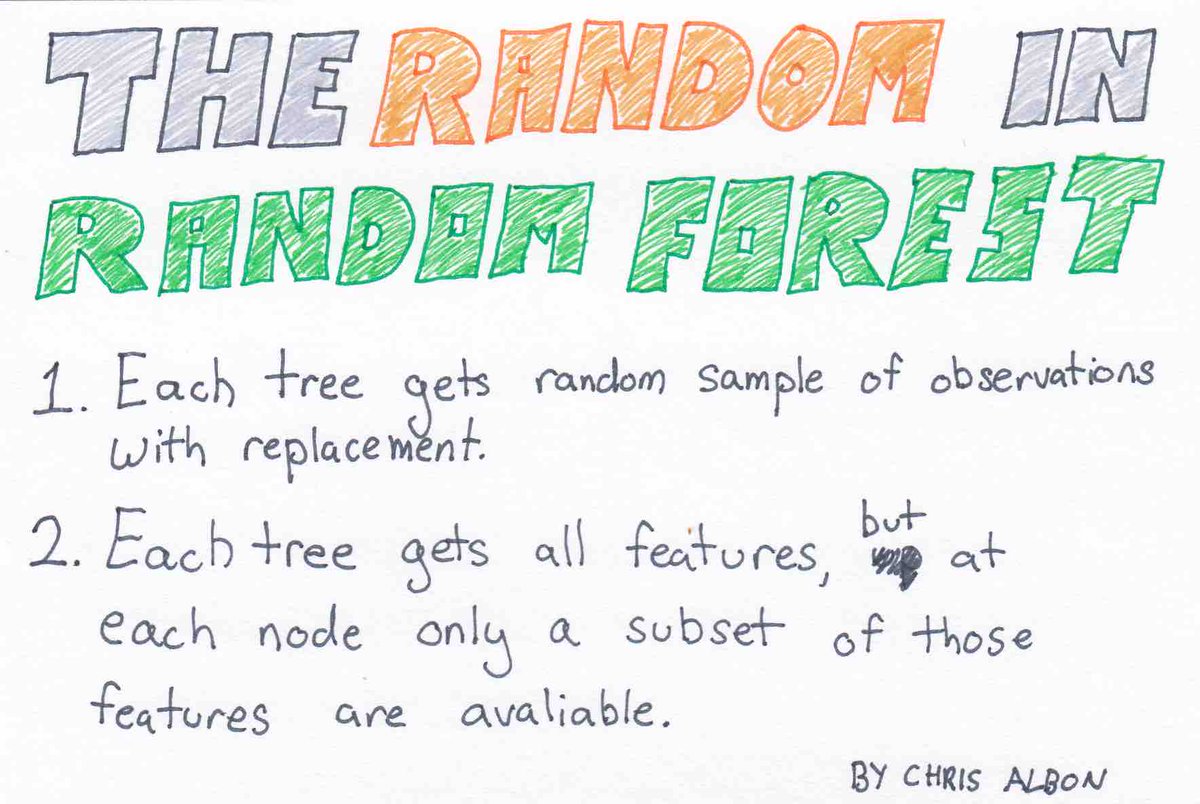 THE RANDOM IN
RANDOM FOREST
1. Each tree gets random sample of observations
with replacement.
2. Each tree gets all features, but at
each node only a subset of those
features are avaliable.
BY CHRIS ALBON